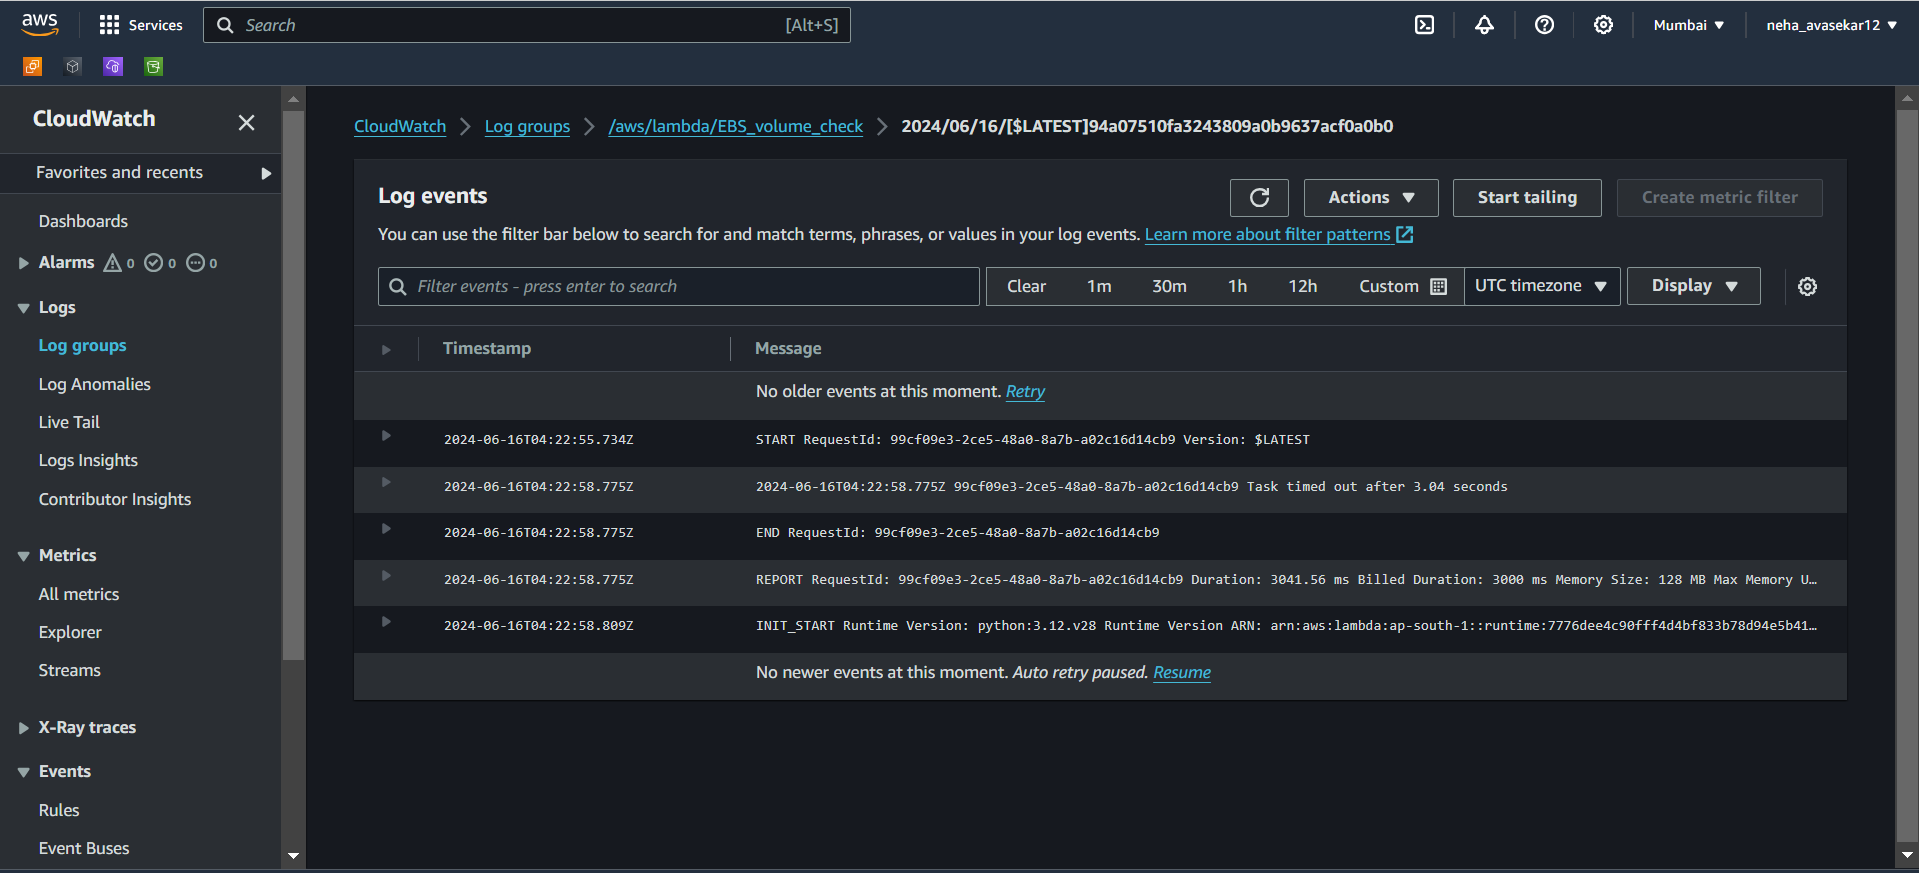 aws
Services
Search
[Alt+S]
Mumbai
neha_avasekar12
CloudWatch
Favorites and recents
Dashboards
Alarms 0 0 0
Logs
Log groups
Log Anomalies
Live Tail
Logs Insights
Contributor Insights
Metrics
All metrics
Explorer
Streams
X-Ray traces
Events
Rules
Event Buses
CloudWatch
Log groups
/aws/lambda/EBS_volume_check
2024/06/16/[$LATEST]94a07510fa3243809a0b9637acf0a0b0
Log events
Actions
Start tailing
Create metric filter
You can use the filter bar below to search for and match terms, phrases, or values in your log events. Learn more about filter patterns
Filter events - press enter to search
Clear
1m
30m
1h
12h
Custom
UTC timezone
Display
Timestamp
Message
No older events at this moment. Retry
2024-06-16T04:22:55.734Z
START RequestId: 99cf09e3-2ce5-48a0-8a7b-a02c16d14cb9 Version: $LATEST
2024-06-16T04:22:58.775Z
2024-06-16T04:22:58.775Z 99cf09e3-2ce5-48a0-8a7b-a02c16d14cb9 Task timed out after 3.04 seconds
2024-06-16T04:22:58.775Z
END RequestId: 99cf09e3-2ce5-48a0-8a7b-a02c16d14cb9
2024-06-16T04:22:58.775Z
REPORT RequestId: 99cf09e3-2ce5-48a0-8a7b-a02c16d14cb9 Duration: 3041.56 ms Billed Duration: 3000 ms Memory Size: 128 MB Max Memory U…
2024-06-16T04:22:58.809Z
INIT_START Runtime Version: python:3.12.v28 Runtime Version ARN: arn:aws:lambda:ap-south-1::runtime:7776dee4c90fff4d4bf833b78d94e5b41…
No newer events at this moment. Auto retry paused. Resume